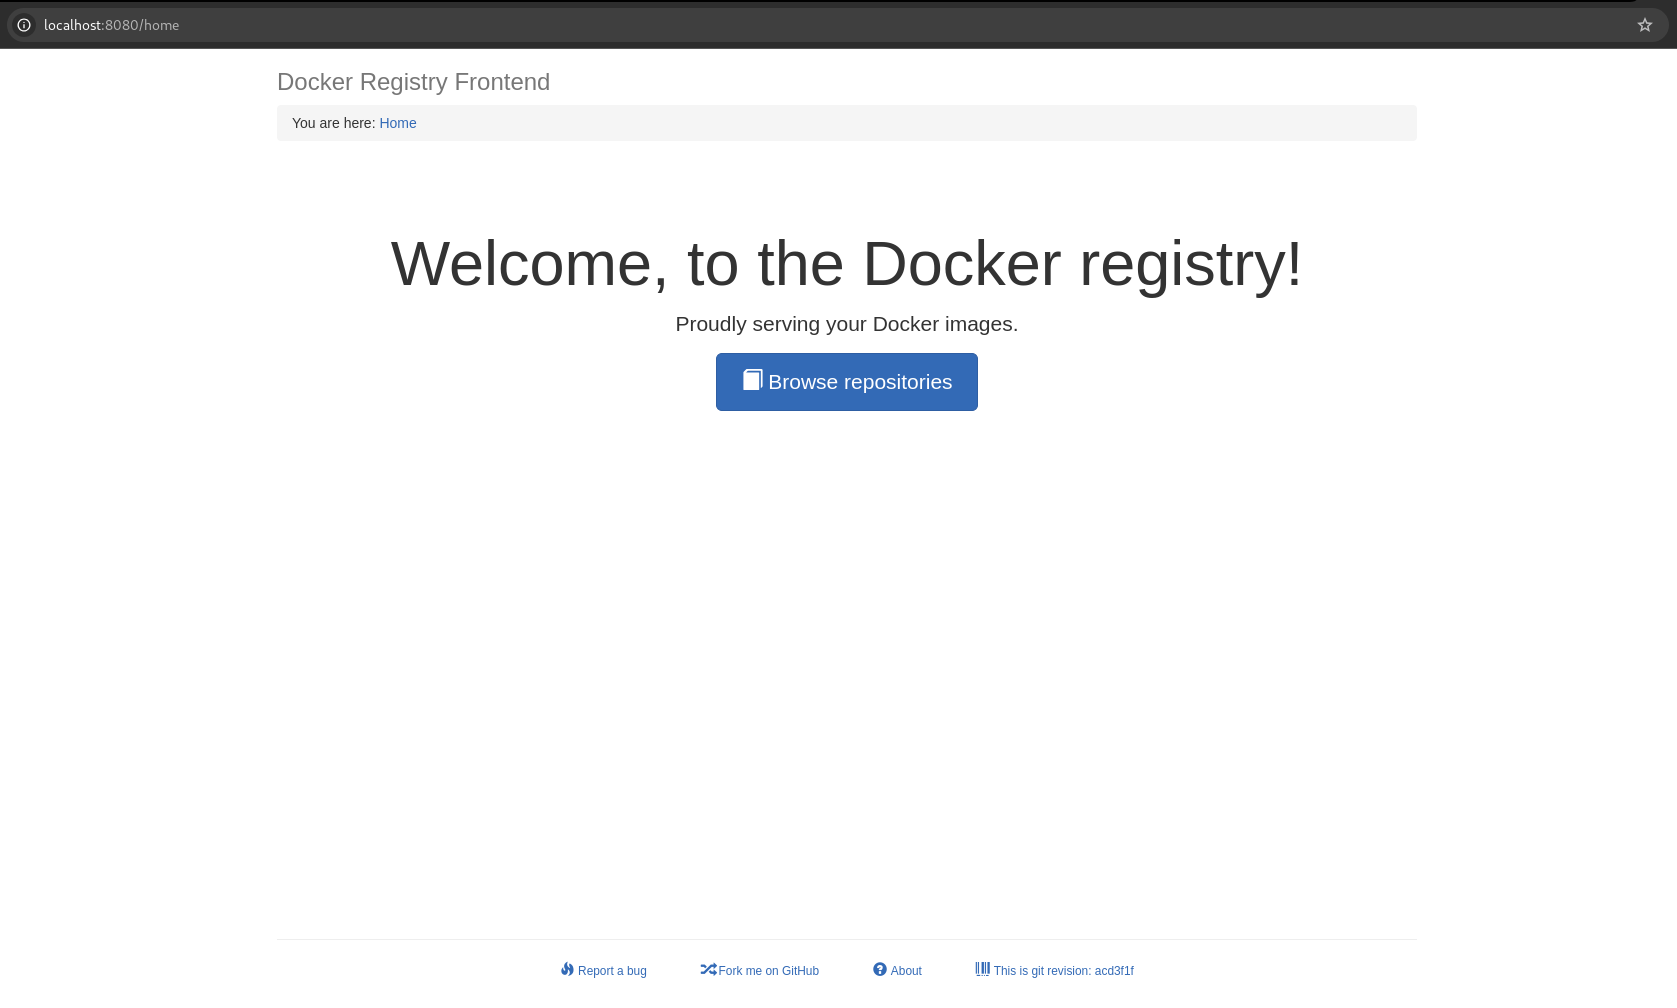 localhost:8080/home
Docker Registry Frontend
You are here: Home
Welcome, to the Docker registry!
Proudly serving your Docker images.
Browse repositories
Report a bug Fork me on GitHub About This is git revision: acd3f1f